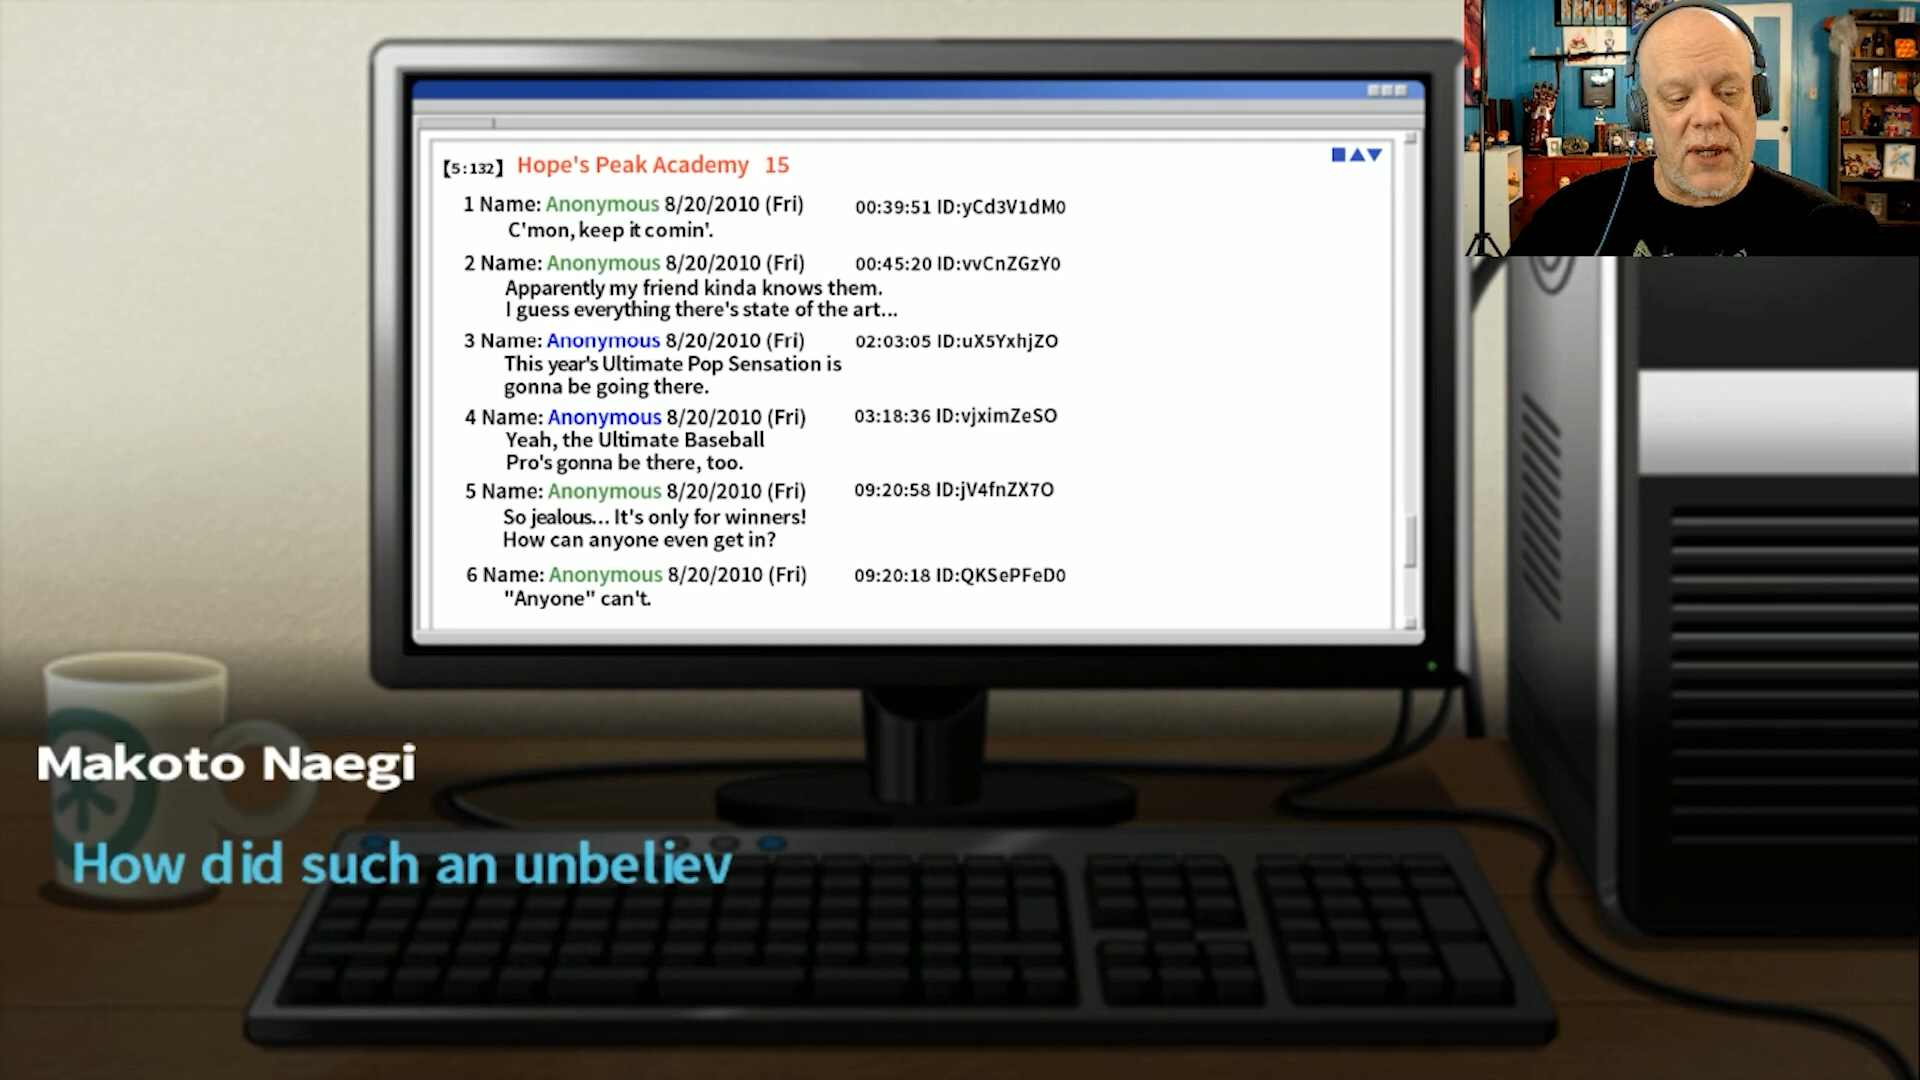 【5:132】 Hope's Peak Academy 15
1 Name: Anonymous 8/20/2010 (Fri) 00:39:51 ID:yCd3V1dM0
C'mon, keep it comin'.
2 Name: Anonymous 8/20/2010 (Fri) 00:45:20 ID:vvCnZGzY0
Apparently my friend kinda knows them.
I guess everything there's state of the art...
3 Name: Anonymous 8/20/2010 (Fri) 02:03:05 ID:uX5YxhjZO
This year's Ultimate Pop Sensation is
gonna be going there.
4 Name: Anonymous 8/20/2010 (Fri) 03:18:36 ID:vjximZeSO
Yeah, the Ultimate Baseball
Pro's gonna be there, too.
5 Name: Anonymous 8/20/2010 (Fri) 09:20:58 ID:jV4fnZX7O
So jealous... It's only for winners!
How can anyone even get in?
6 Name: Anonymous 8/20/2010 (Fri) 09:20:18 ID:QKSePFeD0
"Anyone" can't.
Makoto Naegi
How did such an unbeliev